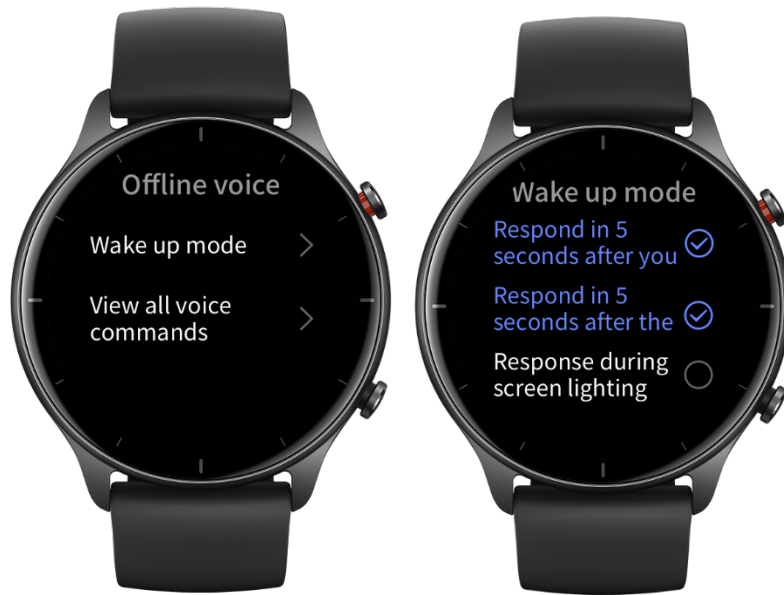 Offline voice
Wake up mode
View all voice
commands
Wake up mode
Respond in 5
seconds after you
Respond in 5
seconds after the
Response during
screen lighting